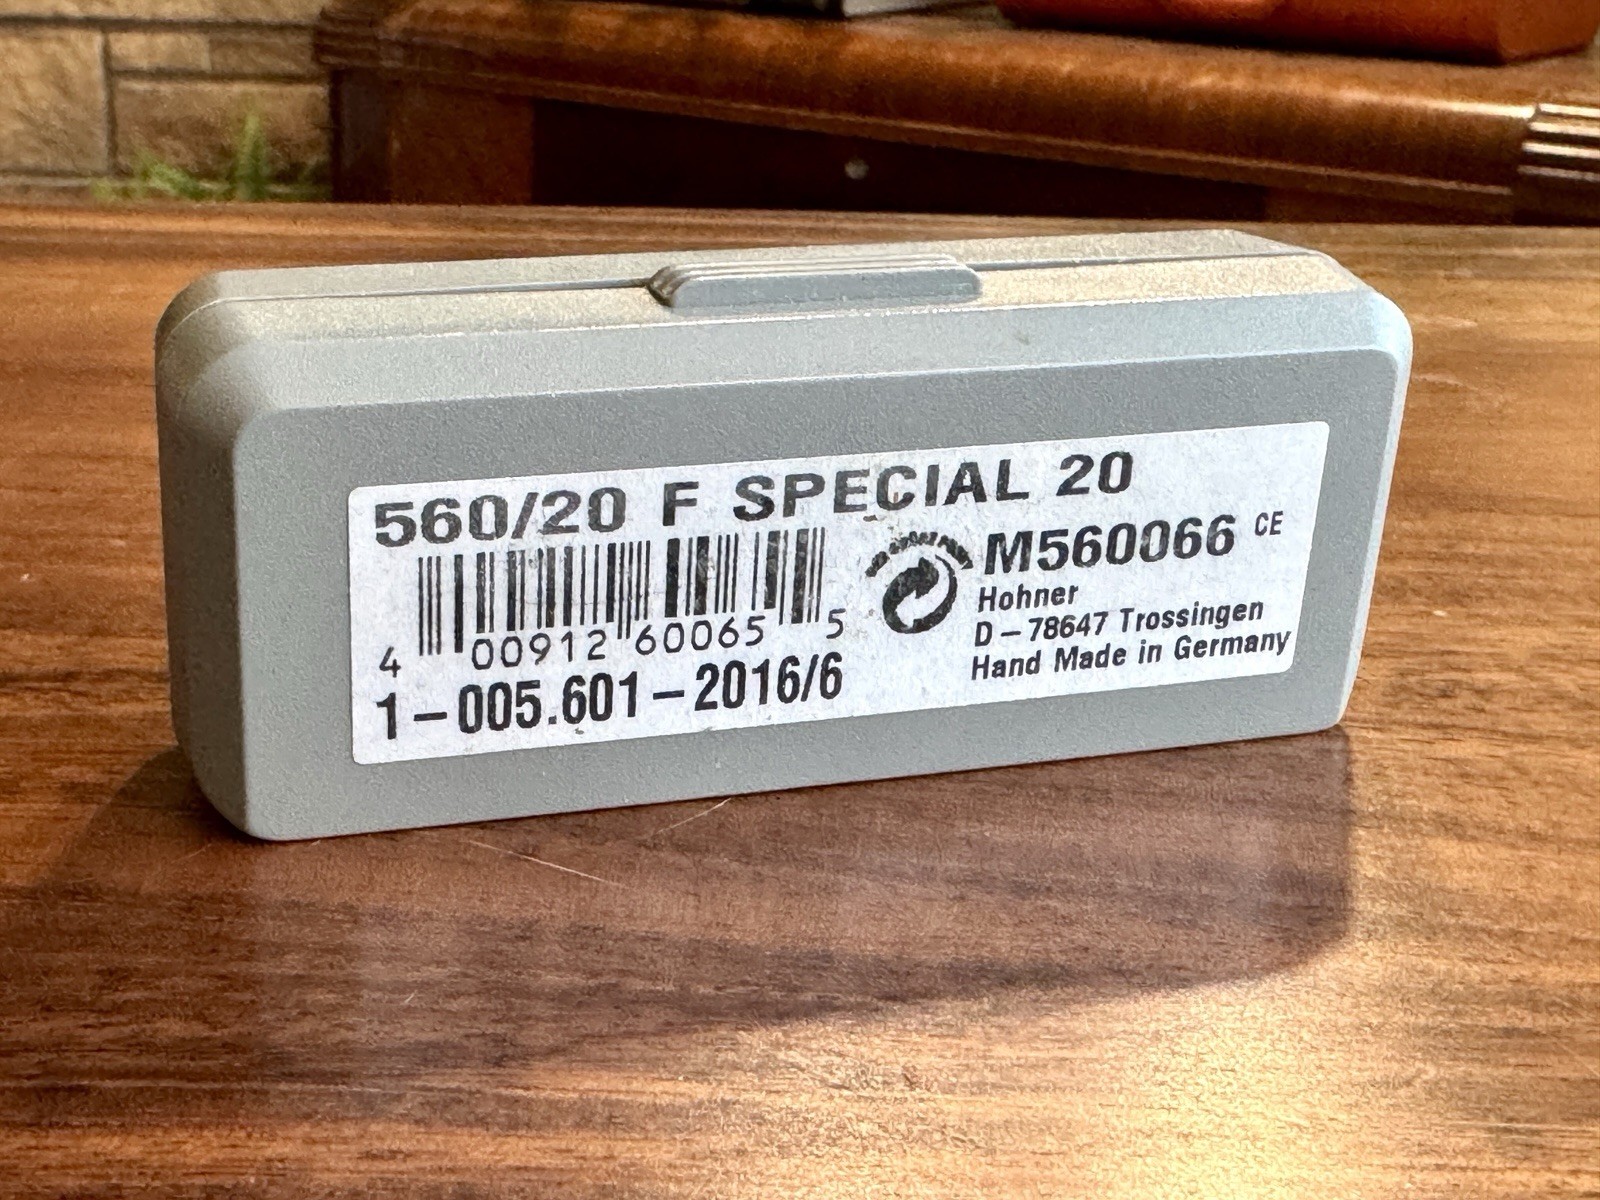 560/20 F SPECIAL 20
M560066 CE
Hohner
D-78647 Trossingen
Hand Made in Germany
4 00912 60065 5
1-005.601-2016/6